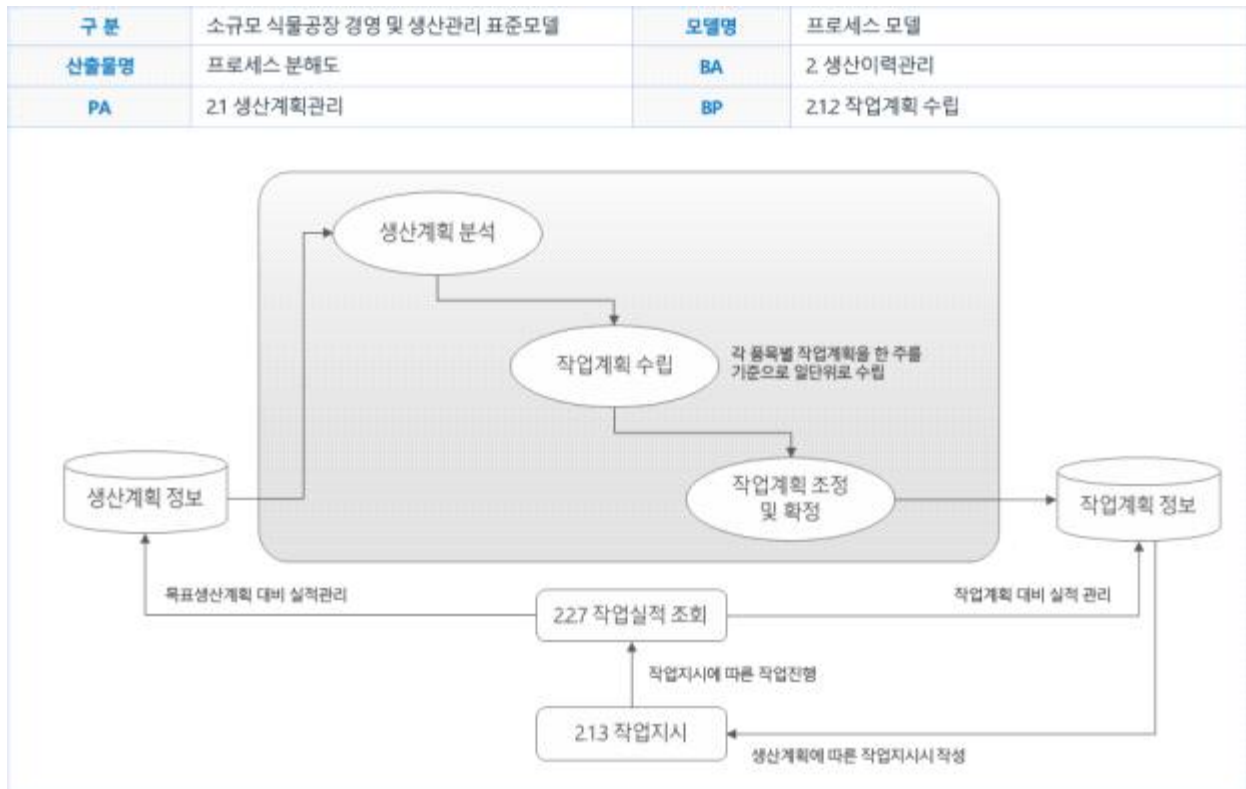 구 분 소규모 식물공장 경영 및 생산관리 표준모델 모델명 프로세스 모델
산출물명 프로세스 분해도 BA 2. 생산이력관리
PA 2.1 생산계획관리 BP 2.1.2 작업계획 수립
생산계획 분석
작업계획 수립
각 품목별 작업계획을 한 주를
기준으로 일단위로 수립
작업계획 조정
및 확정
생산계획 정보
작업계획 정보
목표생산계획 대비 실적관리
작업계획 대비 실적 관리
2.2.7 작업실적 조회
작업지시에 따른 작업진행
2.1.3 작업지시
생산계획에 따른 작업지시시 작성